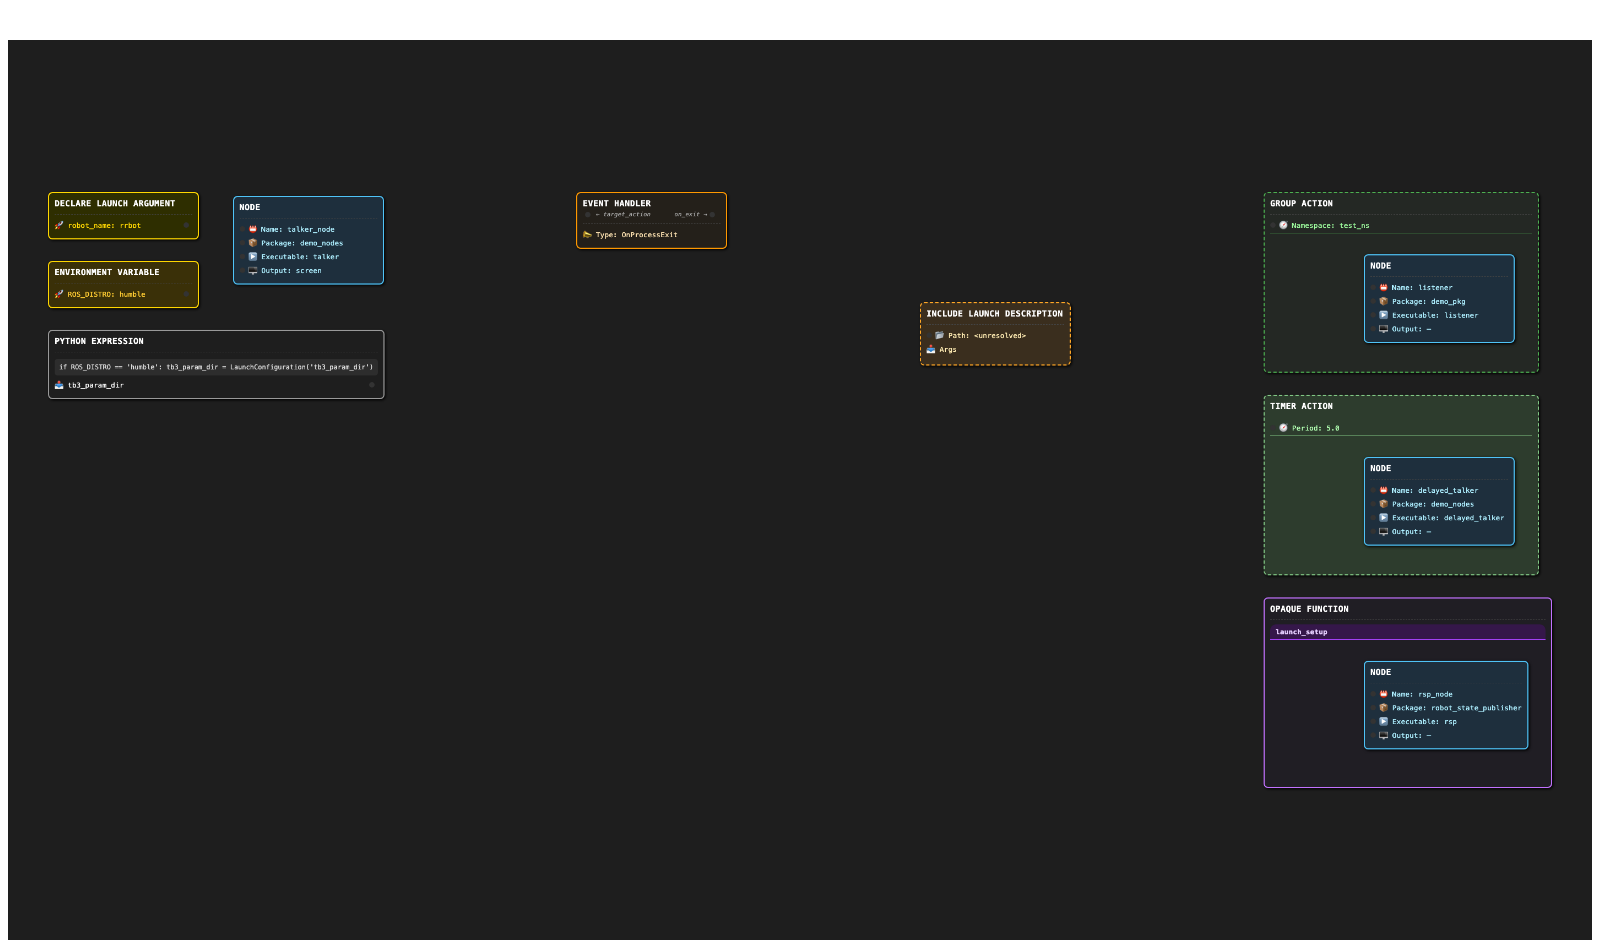 DECLARE LAUNCH ARGUMENT
robot_name: rrbot
ENVIRONMENT VARIABLE
ROS_DISTRO: humble
PYTHON EXPRESSION
if ROS_DISTRO == 'humble': tb3_param_dir = LaunchConfiguration('tb3_param_dir')
tb3_param_dir
NODE
Name: talker_node
Package: demo_nodes
Executable: talker
Output: screen
EVENT HANDLER
← target_action on_exit →
Type: OnProcessExit
INCLUDE LAUNCH DESCRIPTION
Path: <unresolved>
Args
GROUP ACTION
Namespace: test_ns
NODE
Name: listener
Package: demo_pkg
Executable: listener
Output: —
TIMER ACTION
Period: 5.0
NODE
Name: delayed_talker
Package: demo_nodes
Executable: delayed_talker
Output: —
OPAQUE FUNCTION
launch_setup
NODE
Name: rsp_node
Package: robot_state_publisher
Executable: rsp
Output: —